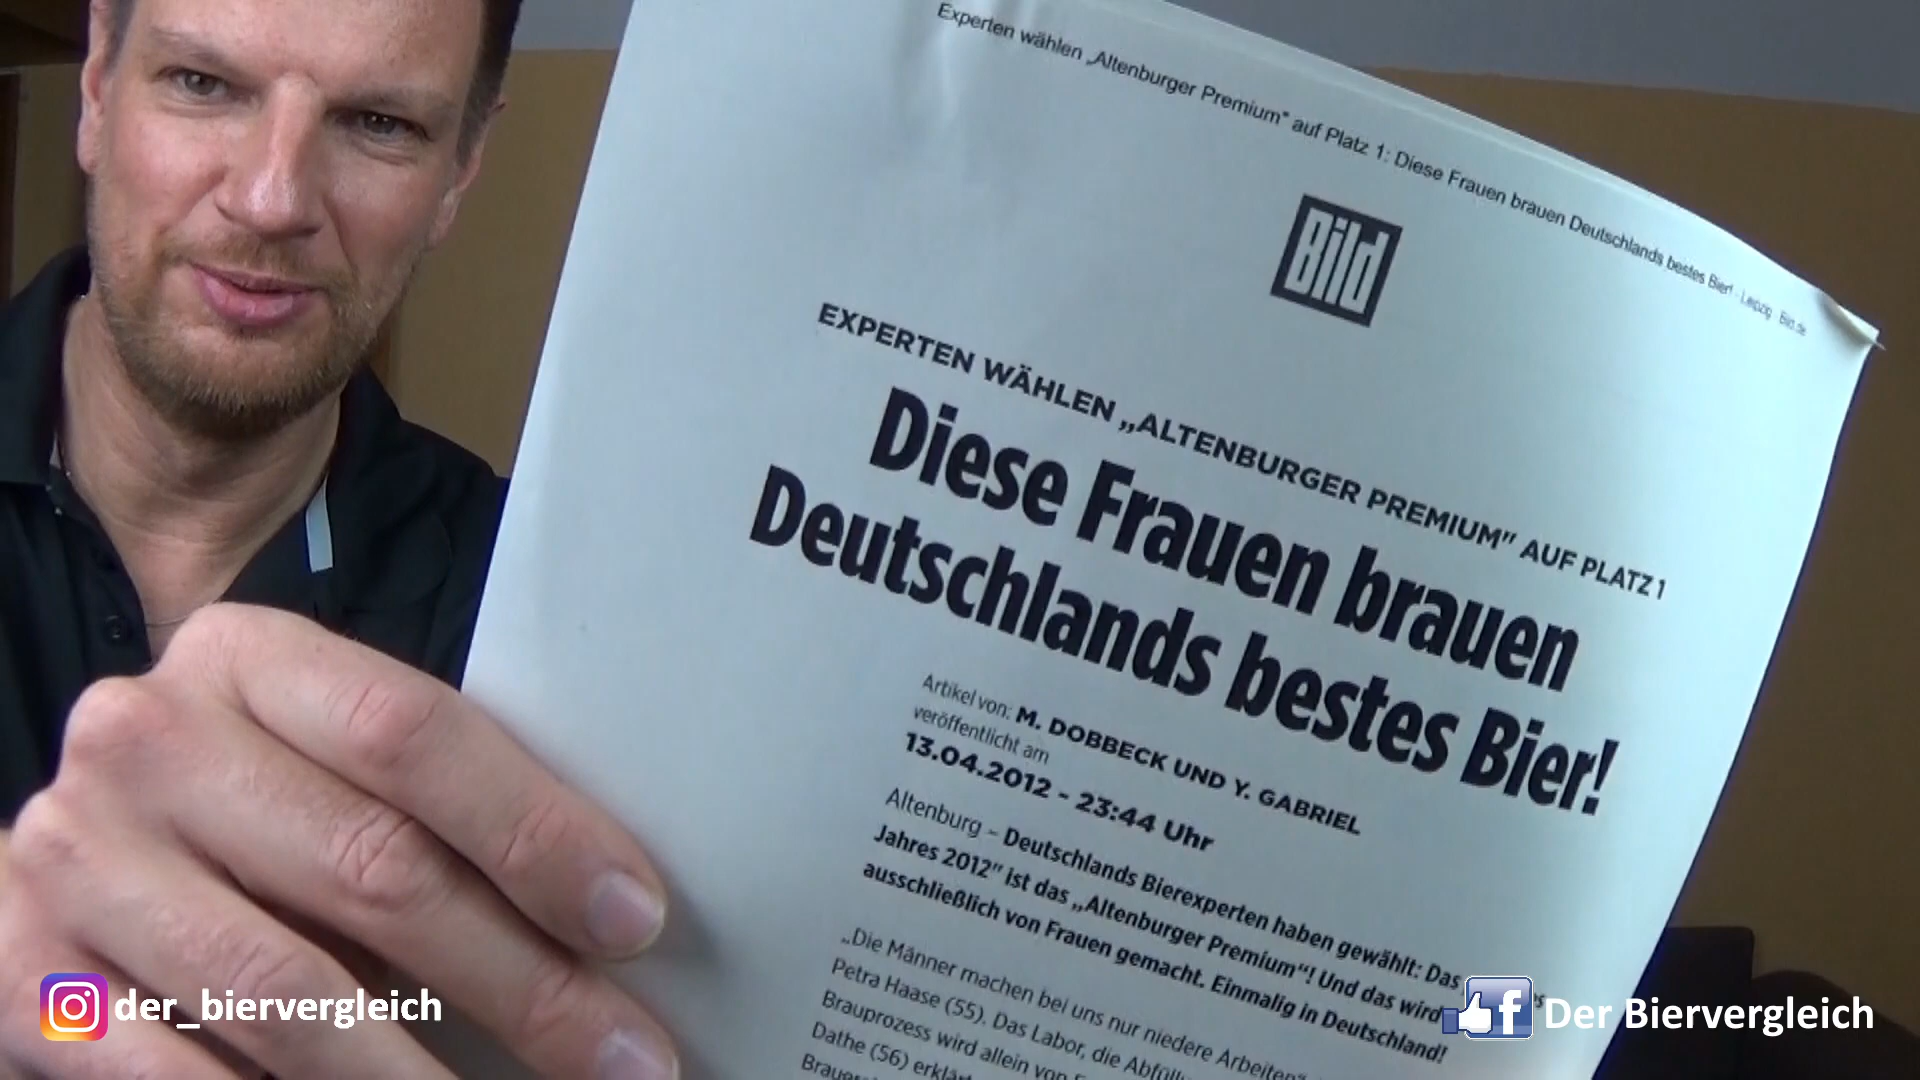 Experten wählen „Altenburger Premium" auf Platz 1: Diese Frauen brauen Deutschlands bestes Bier! - Leipzig - Bild.de
Bild
EXPERTEN WÄHLEN „ALTENBURGER PREMIUM" AUF PLATZ 1
Diese Frauen brauen
Deutschlands bestes Bier!
Artikel von: M. DOBBECK UND Y. GABRIEL
veröffentlicht am
13.04.2012 - 23:44 Uhr
Altenburg – Deutschlands Bierexperten haben gewählt: Das
Jahres 2012" ist das „Altenburger Premium"! Und das wird
ausschließlich von Frauen gemacht. Einmalig in Deutschland!
„Die Männer machen bei uns nur niedere Arbeiten",
Petra Haase (55). Das Labor, die
Brauprozess wird allein von
Dathe (56)
der_biervergleich
f Der Biervergleich